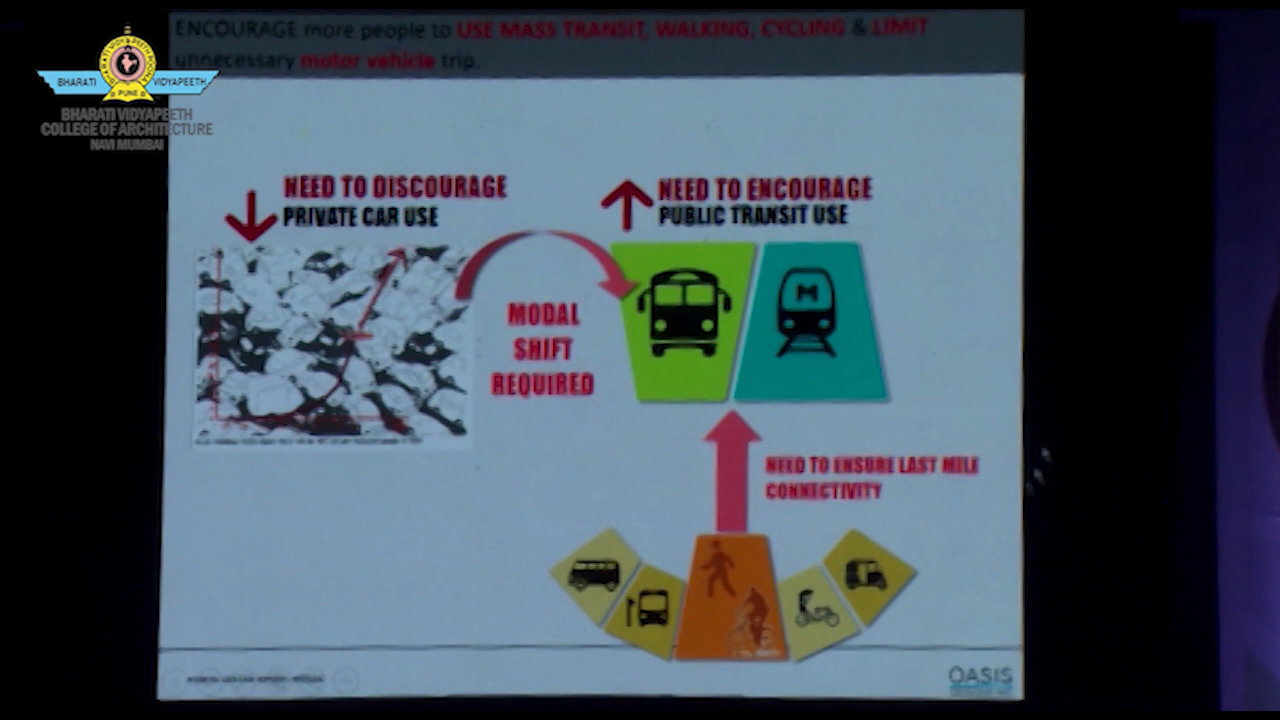 ENCOURAGE more people to USE MASS TRANSIT, WALKING, CYCLING & LIMIT
unnecessary motor vehicle trip.
BHARATI VIDYAPEETH
PUNE
BHARATI VIDYAPEETH
COLLEGE OF ARCHITECTURE
NAVI MUMBAI
NEED TO DISCOURAGE
PRIVATE CAR USE
NEED TO ENCOURAGE
PUBLIC TRANSIT USE
M
MODAL
SHIFT
REQUIRED
NEED TO ENSURE LAST MILE
CONNECTIVITY
OASIS